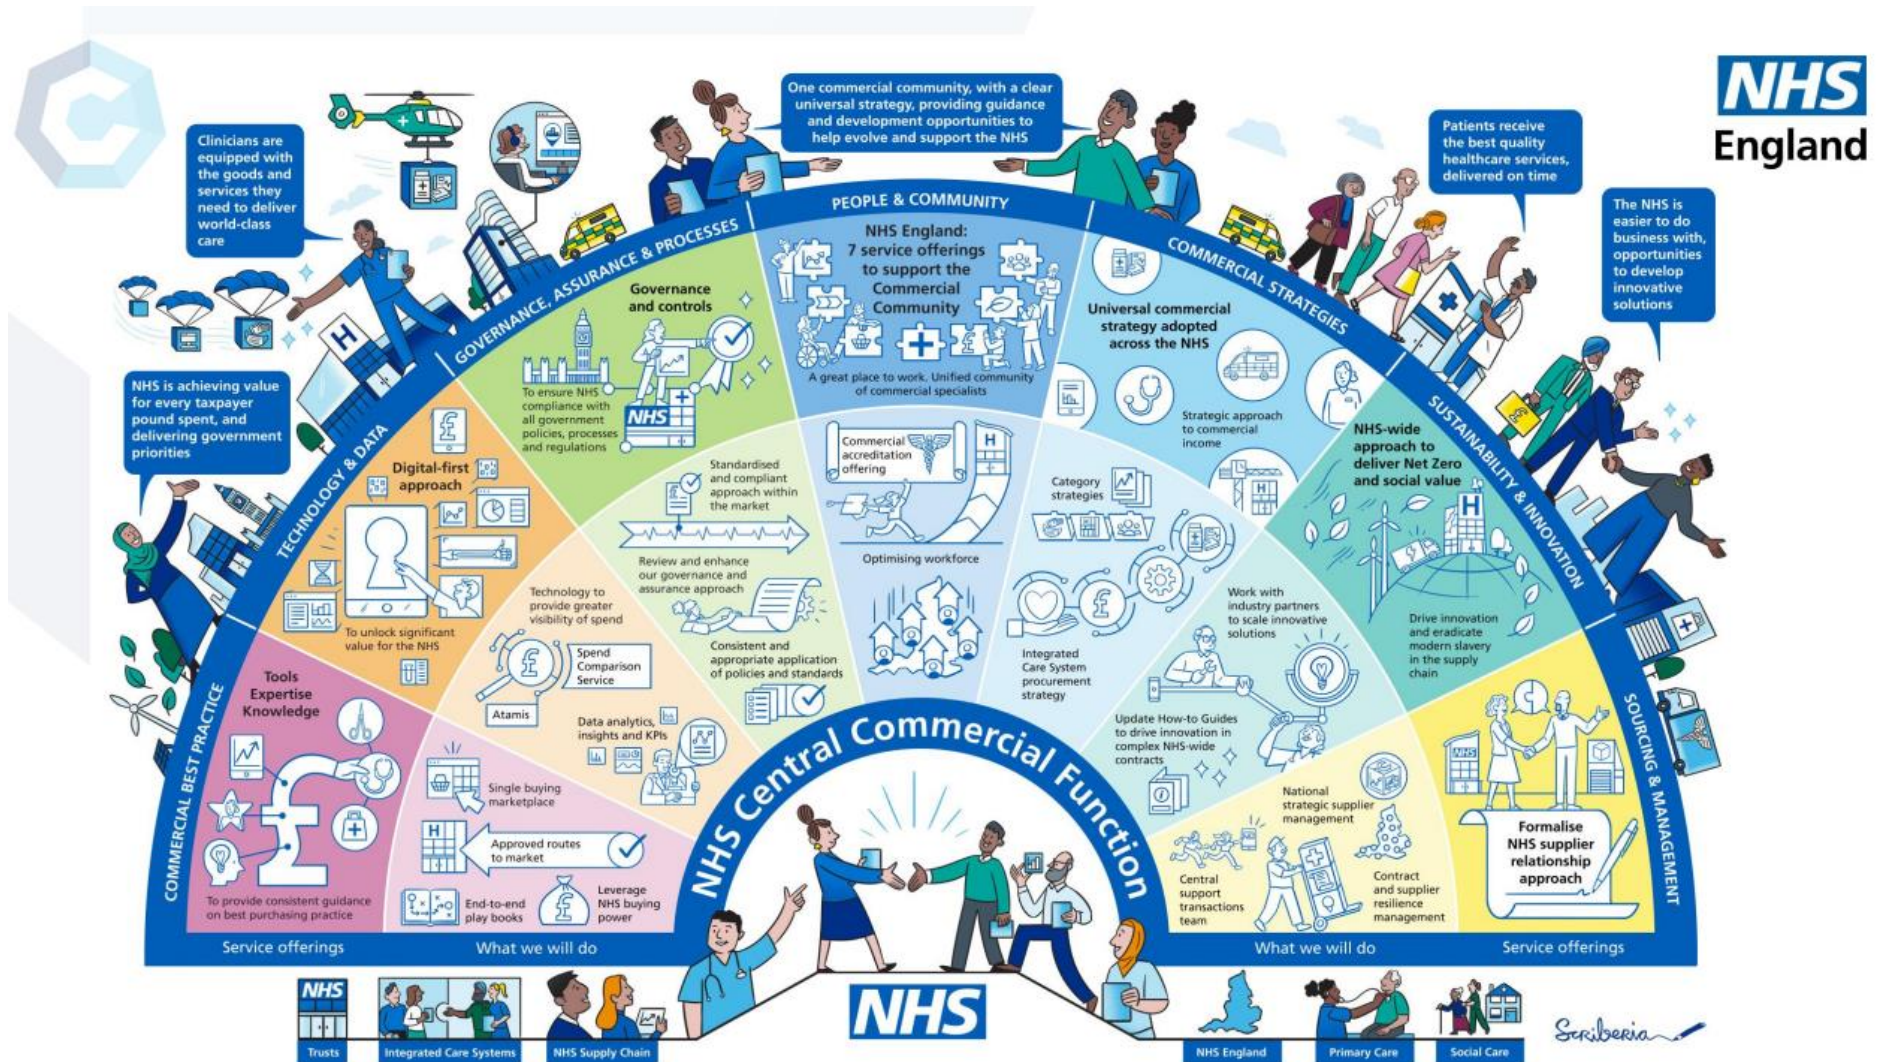 NHS
England
Clinicians are
equipped with
the goods and
services they
need to deliver
world-class
care
One commercial community, with a clear
universal strategy, providing guidance
and development opportunities to
help evolve and support the NHS
Patients receive
the best quality
healthcare services,
delivered on time
The NHS is
easier to do
business with,
opportunities
to develop
innovative
solutions
NHS is achieving value
for every taxpayer
pound spent, and
delivering government
priorities
H
COMMERCIAL BEST PRACTICE
TECHNOLOGY & DATA
GOVERNANCE, ASSURANCE & PROCESSES
PEOPLE & COMMUNITY
COMMERCIAL STRATEGIES
SUSTAINABILITY & INNOVATION
SOURCING & MANAGEMENT
Tools
Expertise
Knowledge
To provide consistent guidance
on best purchasing practice
Single buying
marketplace
H
Approved routes
to market
End-to-end
play books
£
Leverage
NHS buying
power
£
Digital-first
approach
To unlock significant
value for the NHS
Technology to
provide greater
visibility of spend
£
Spend
Comparison
Service
Atamis
Data analytics,
insights and KPIs
Governance
and controls
To ensure NHS
compliance with
all government
policies, processes
and regulations
NHS
Standardised
and compliant
approach within
the market
Review and enhance
our governance and
assurance approach
Consistent and
appropriate application
of policies and standards
NHS England:
7 service offerings
to support the
Commercial
Community
£
A great place to work, Unified community
of commercial specialists
Commercial
accreditation
offering
H
Optimising workforce
Universal commercial
strategy adopted
across the NHS
Strategic approach
to commercial
income
H
Category
strategies
£
Integrated
Care System
procurement
strategy
NHS-wide
approach to
deliver Net Zero
and social value
H
Drive innovation
and eradicate
modern slavery
in the supply
chain
£
Work with
industry partners
to scale innovative
solutions
Update How-to Guides
to drive innovation in
complex NHS-wide
contracts
NHS
Formalise
NHS supplier
relationship
approach
National
strategic supplier
management
Central
support
transactions
team
Contract
and supplier
resilience
management
NHS Central Commercial Function
Service offerings
What we will do
What we will do
Service offerings
NHS
Trusts
Integrated Care Systems
NHS Supply Chain
NHS
NHS England
Primary Care
Social Care
Scriberia